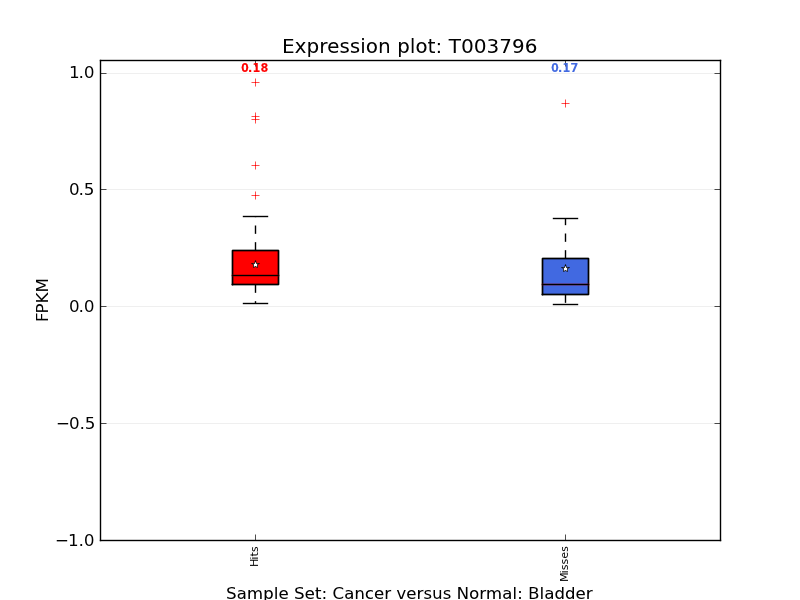 Expression plot: T003796
0.18
0.17
1.0
0.5
0.0
−0.5
−1.0
FPKM
Hits
Misses
Sample Set: Cancer versus Normal: Bladder